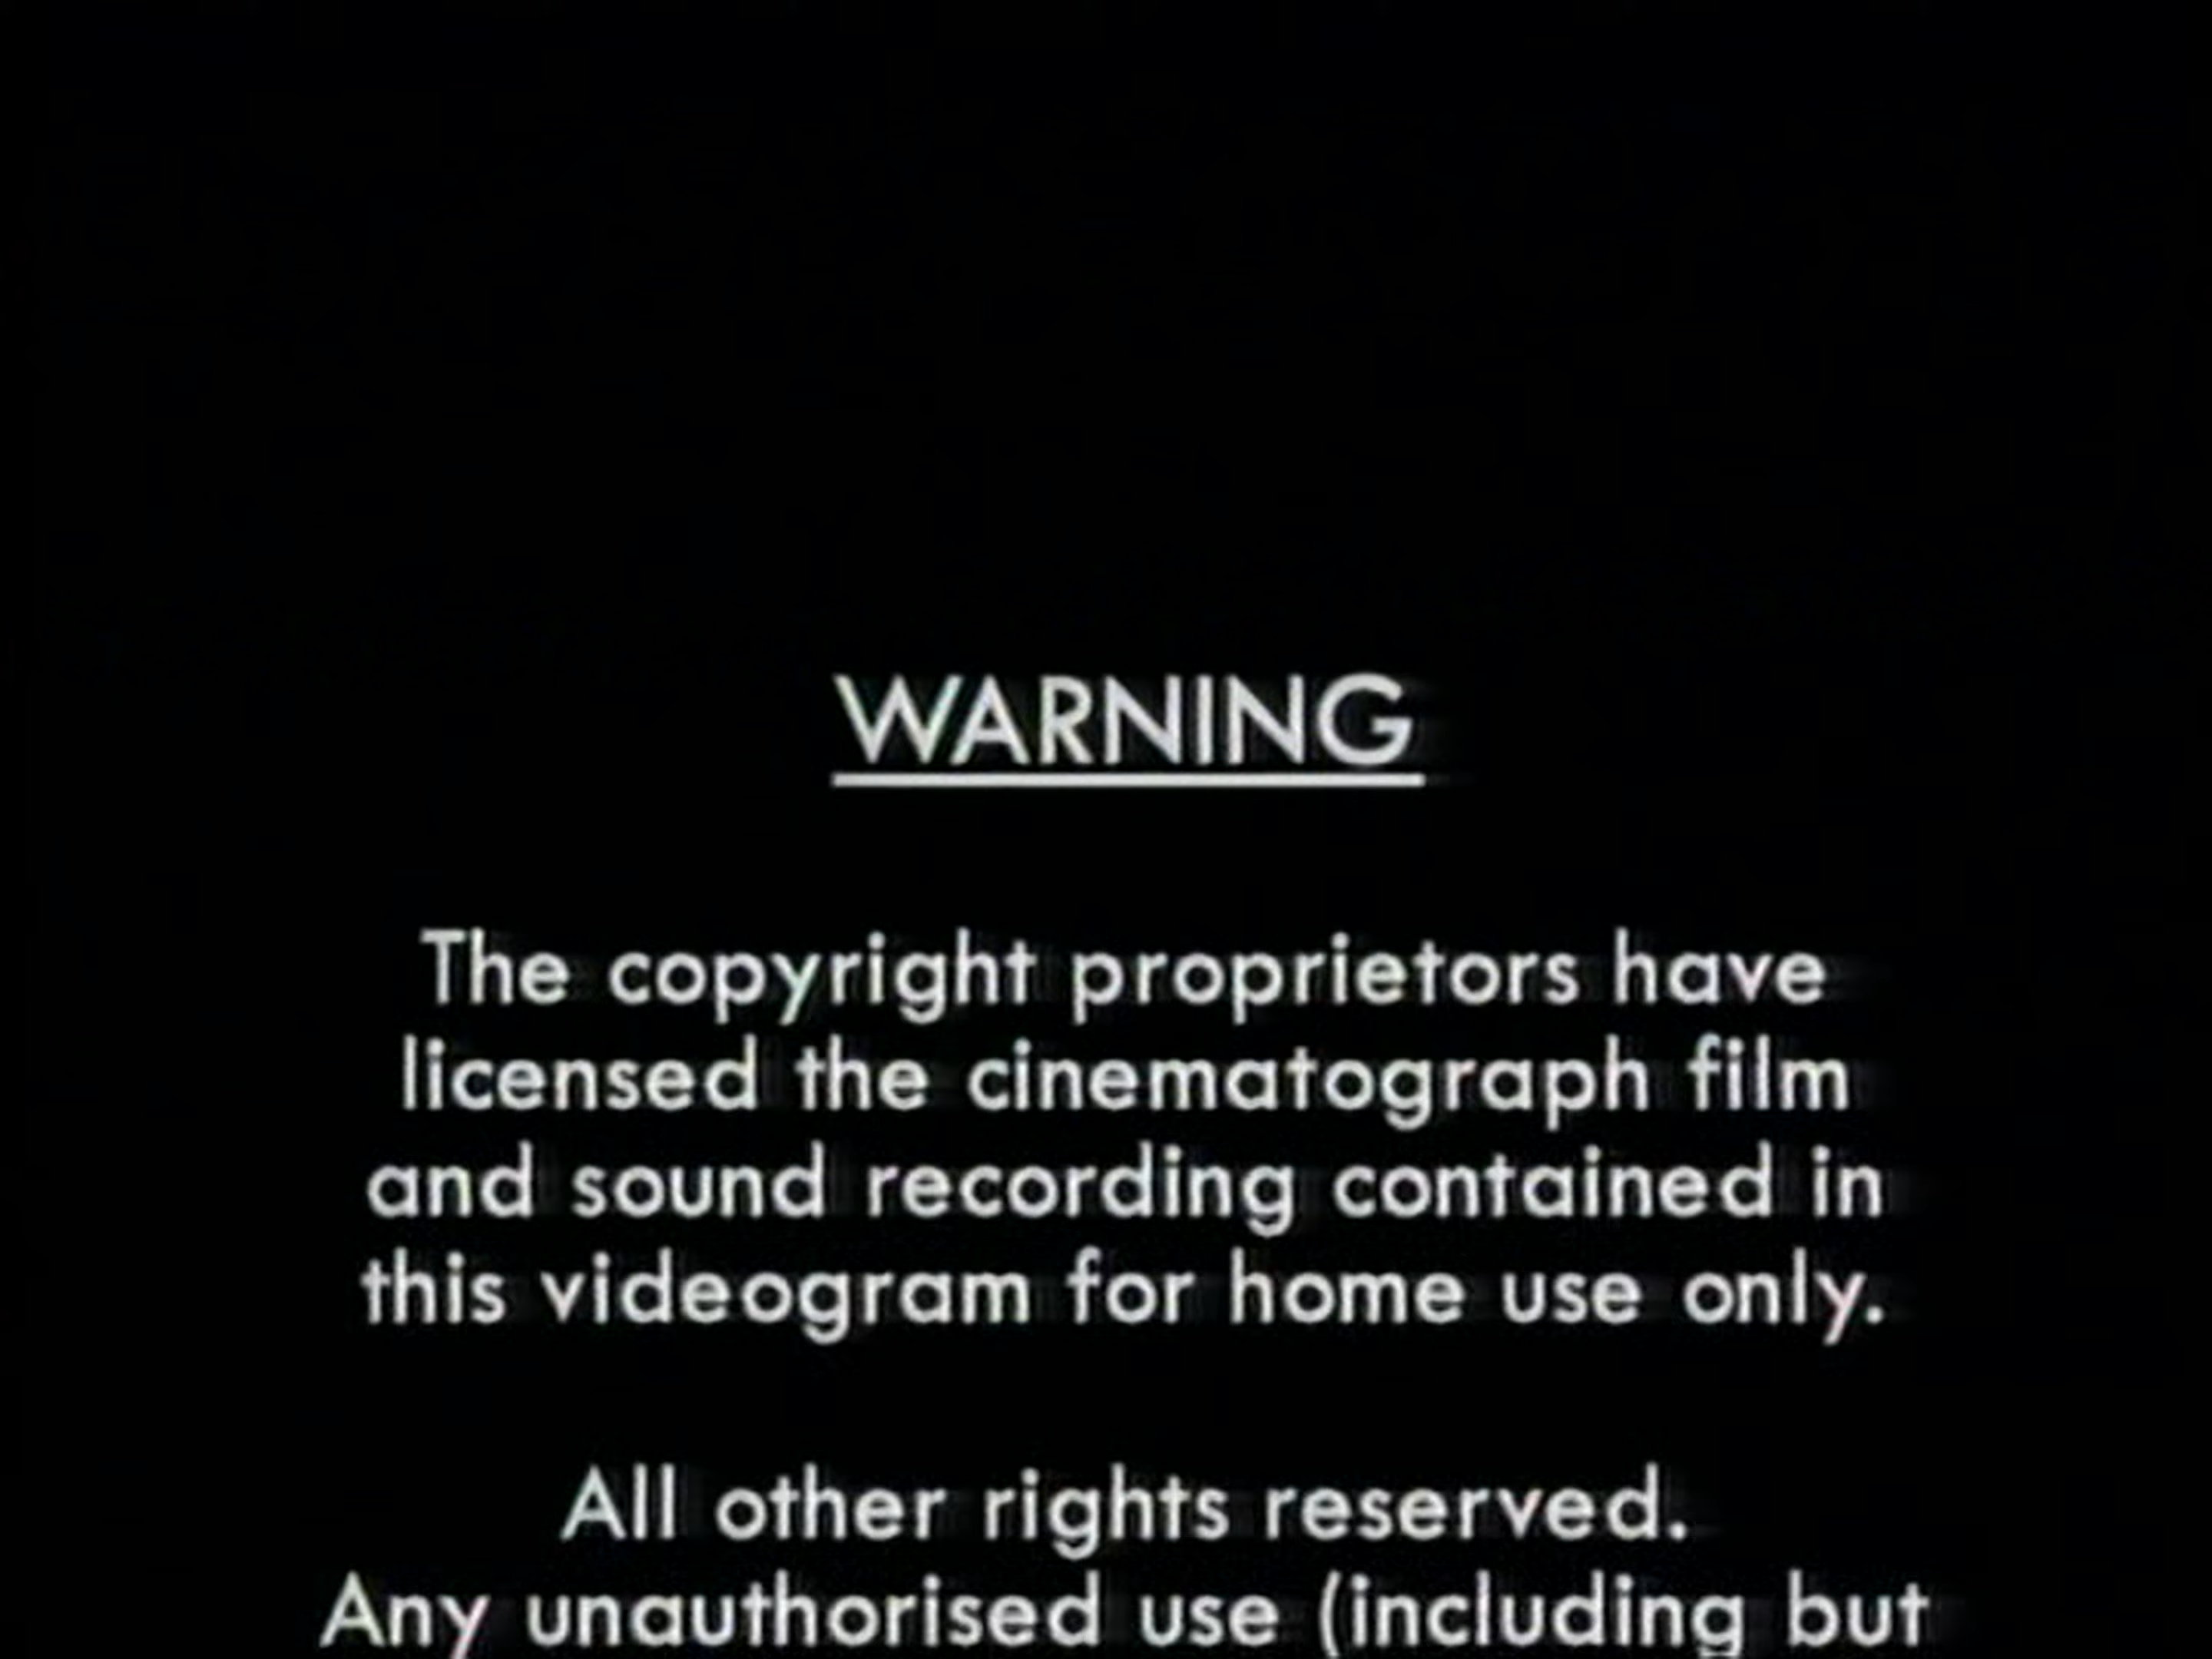 WARNING
The copyright proprietors have
licensed the cinematograph film
and sound recording contained in
this videogram for home use only.
All other rights reserved.
Any unauthorised use (including but